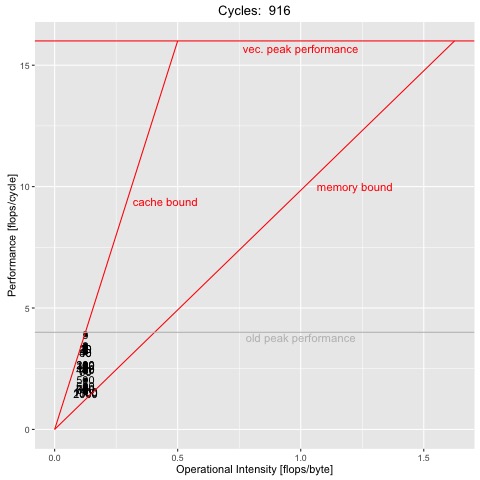 Cycles:  916
vec. peak performance
memory bound
cache bound
old peak performance
15
10
5
0
0.0
0.5
1.0
1.5
Performance [flops/cycle]
Operational Intensity [flops/byte]